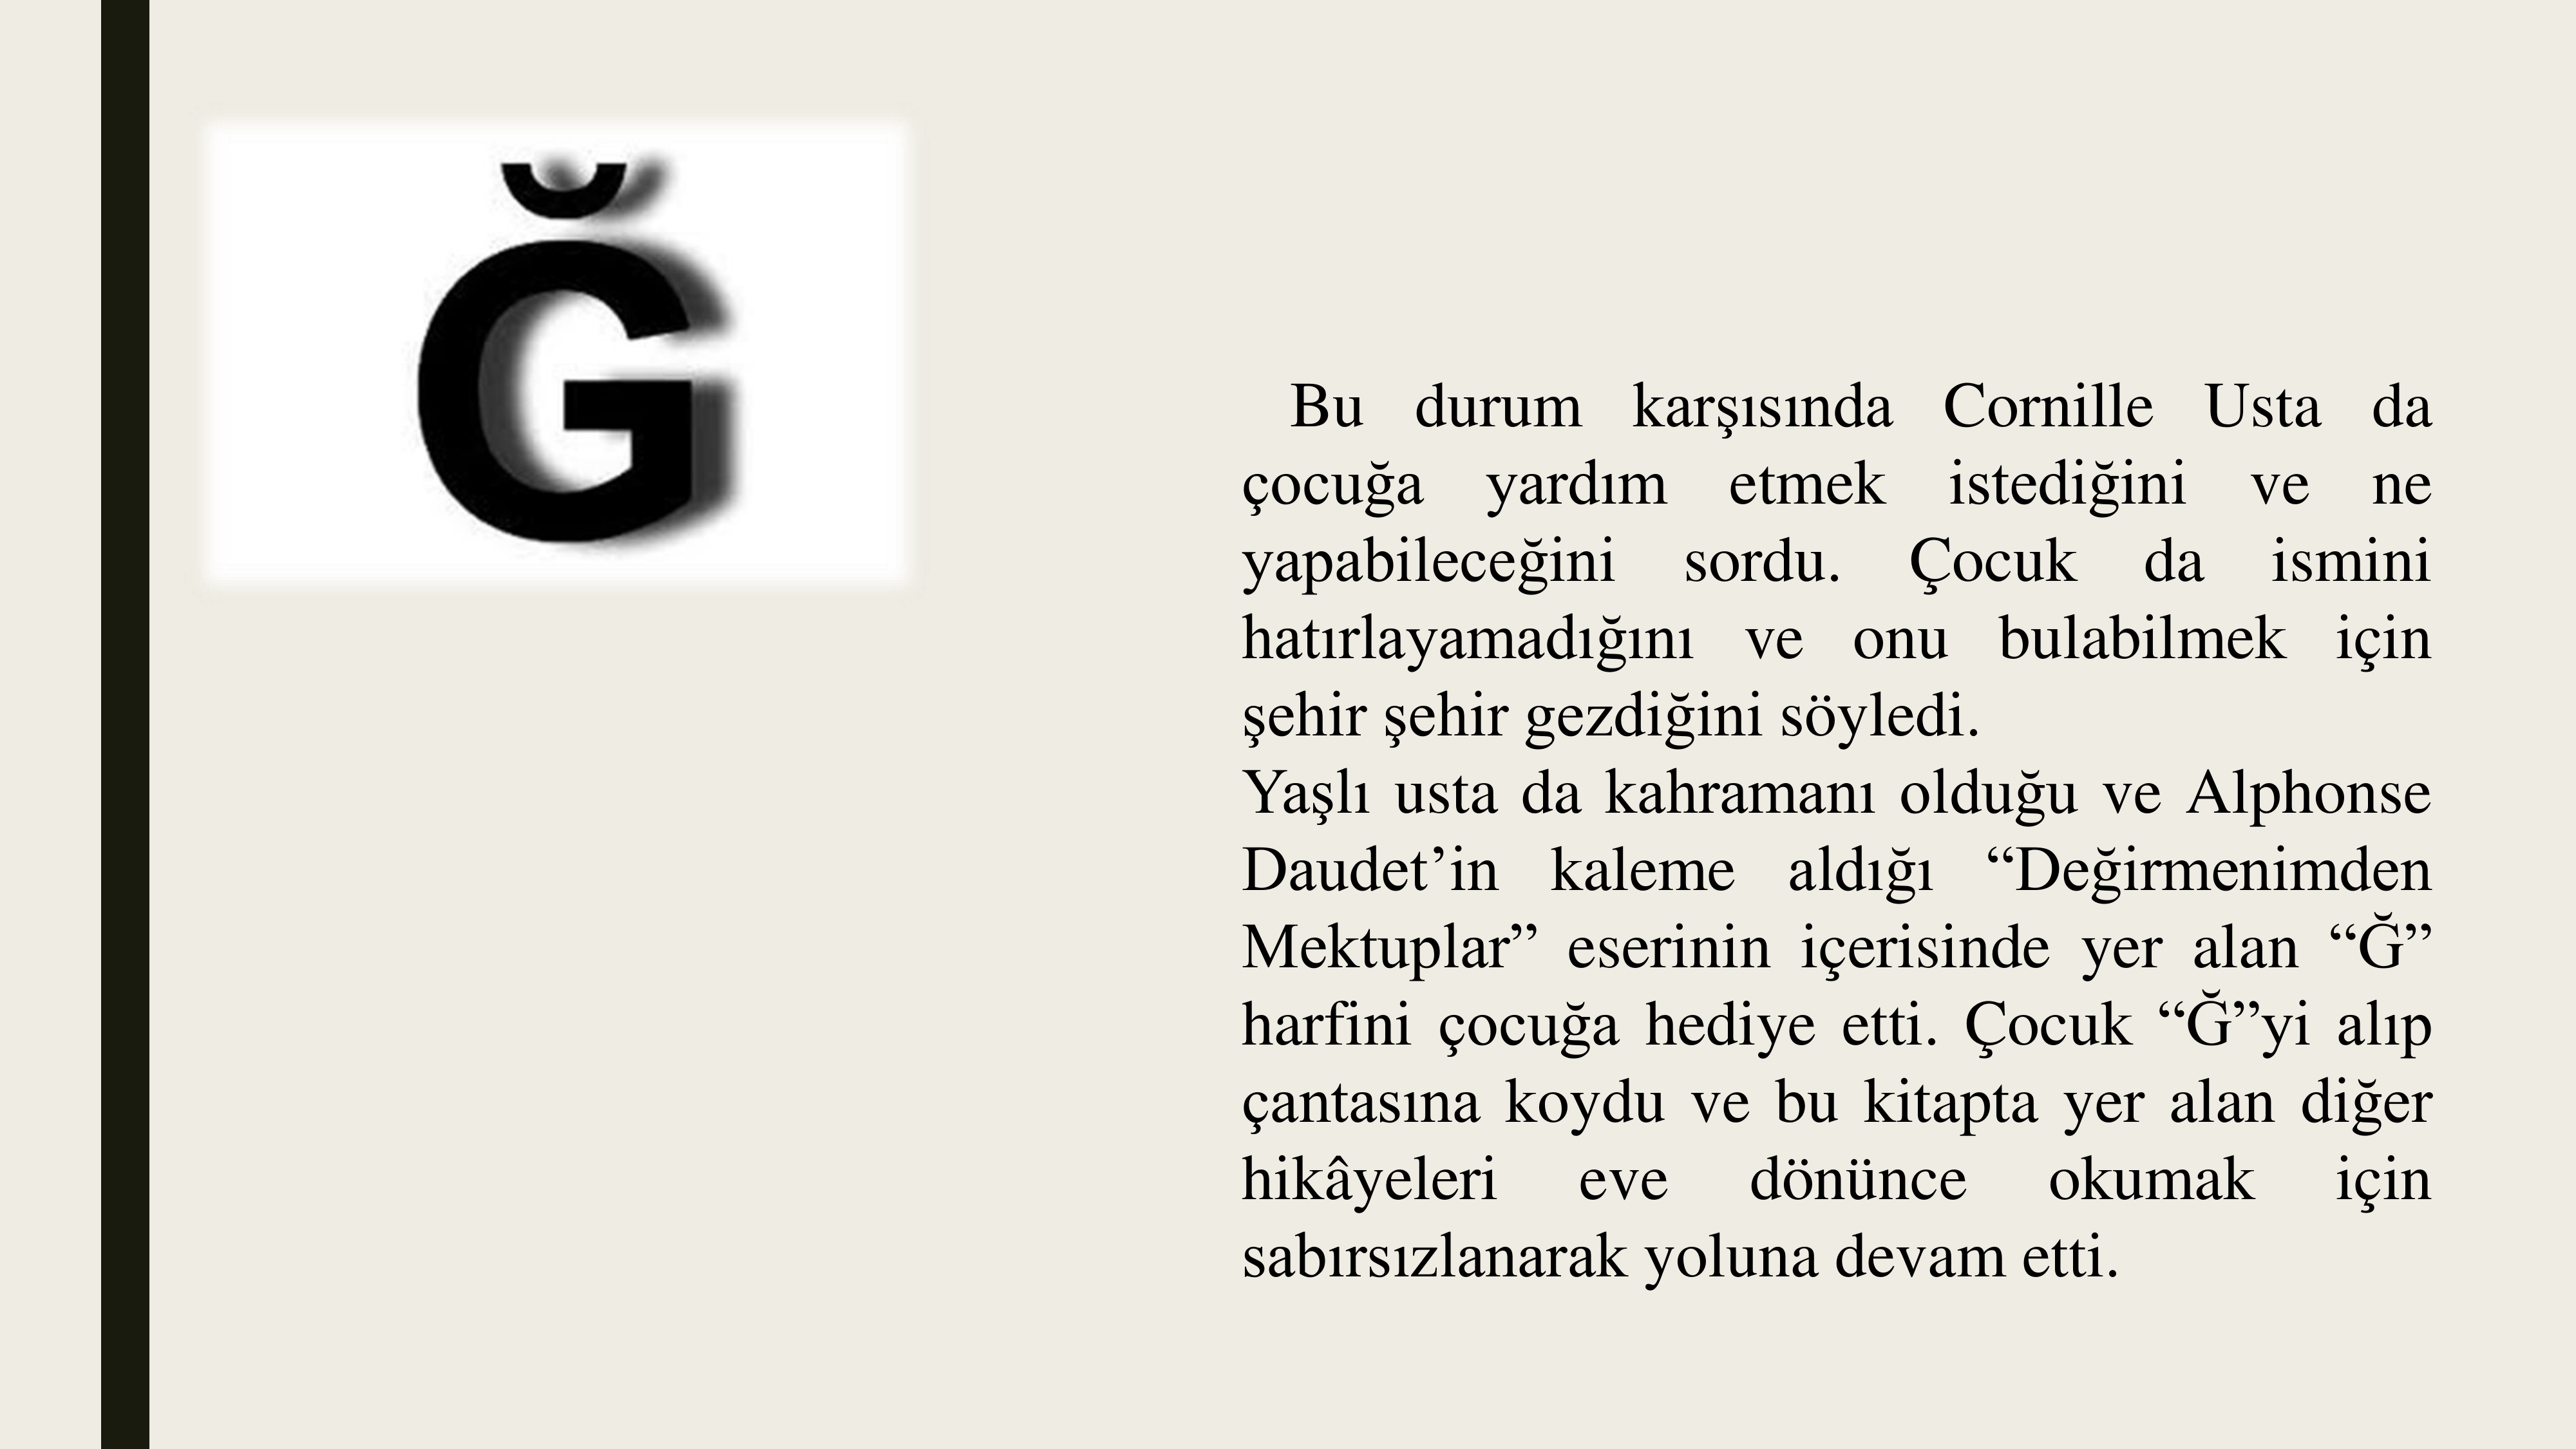 Ğ
Bu durum karşısında Cornille Usta da
çocuğa yardım etmek istediğini ve ne
yapabileceğini sordu. Çocuk da ismini
hatırlayamadığını ve onu bulabilmek için
şehir şehir gezdiğini söyledi.
Yaşlı usta da kahramanı olduğu ve Alphonse
Daudet’in kaleme aldığı “Değirmenimden
Mektuplar” eserinin içerisinde yer alan “Ğ”
harfini çocuğa hediye etti. Çocuk “Ğ”yi alıp
çantasına koydu ve bu kitapta yer alan diğer
hikâyeleri eve dönünce okumak için
sabırsızlanarak yoluna devam etti.